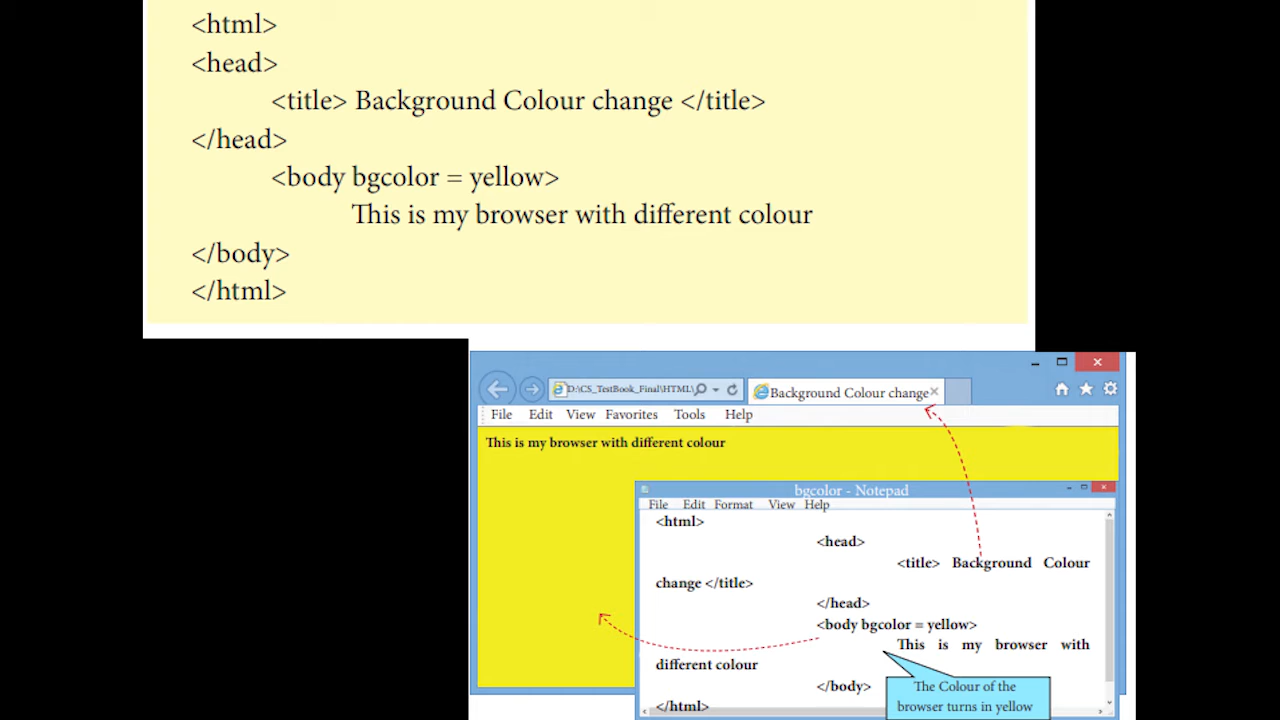 <html>
<head>
<title> Background Colour change </title>
</head>
<body bgcolor = yellow>
This is my browser with different colour
</body>
</html>
D:\CS_TestBook_Final\HTML\
Background Colour change
File Edit View Favorites Tools Help
This is my browser with different colour
bgcolor - Notepad
File Edit Format View Help
<html>
<head>
<title> Background Colour
change </title>
</head>
<body bgcolor = yellow>
This is my browser with
different colour
</body>
</html>
The Colour of the
browser turns in yellow